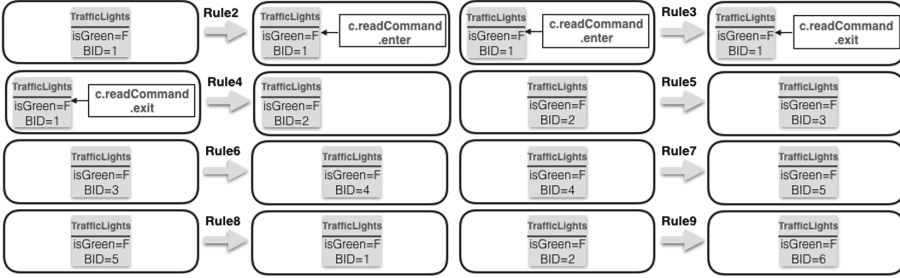 TrafficLights
isGreen=F
BID=1
Rule2
TrafficLights
isGreen=F
BID=1
c.readCommand
.enter
TrafficLights
isGreen=F
BID=1
c.readCommand
.enter
Rule3
TrafficLights
isGreen=F
BID=1
c.readCommand
.exit
TrafficLights
isGreen=F
BID=1
c.readCommand
.exit
Rule4
TrafficLights
isGreen=F
BID=2
TrafficLights
isGreen=F
BID=2
Rule5
TrafficLights
isGreen=F
BID=3
TrafficLights
isGreen=F
BID=3
Rule6
TrafficLights
isGreen=F
BID=4
TrafficLights
isGreen=F
BID=4
Rule7
TrafficLights
isGreen=F
BID=5
TrafficLights
isGreen=F
BID=5
Rule8
TrafficLights
isGreen=F
BID=1
TrafficLights
isGreen=F
BID=2
Rule9
TrafficLights
isGreen=F
BID=6